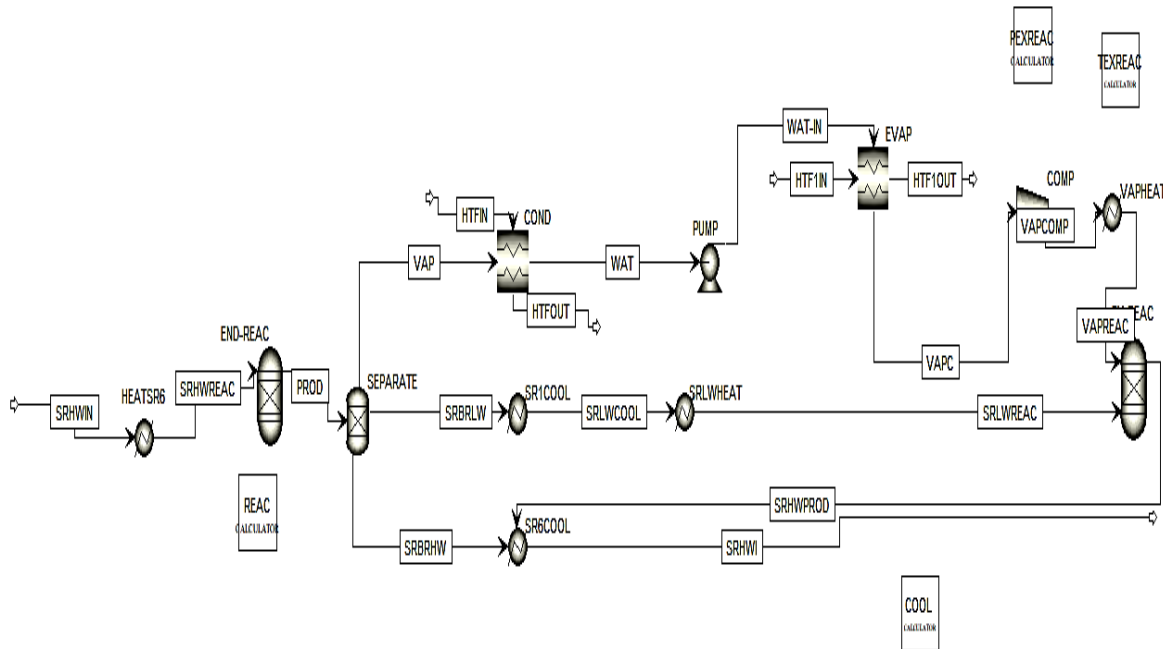 PEXREAC
CALCULATOR
TEXREAC
CALCULATOR
WAT-IN
EVAP
HTF1IN
HTF1OUT
COMP
VAPHEAT
VAPCOMP
HTFIN
COND
PUMP
VAP
WAT
HTFOUT
VAPREAC
END-REAC
VAPC
SRHWREAC
PROD
HEATSR6
SEPARATE
SRHWIN
SRBRLW
SR1COOL
SRLWCOOL
SRLWHEAT
SRLWREAC
REAC
CALCULATOR
SRHWPROD
SR6COOL
SRBRHW
SRHWI
COOL
CALCULATOR